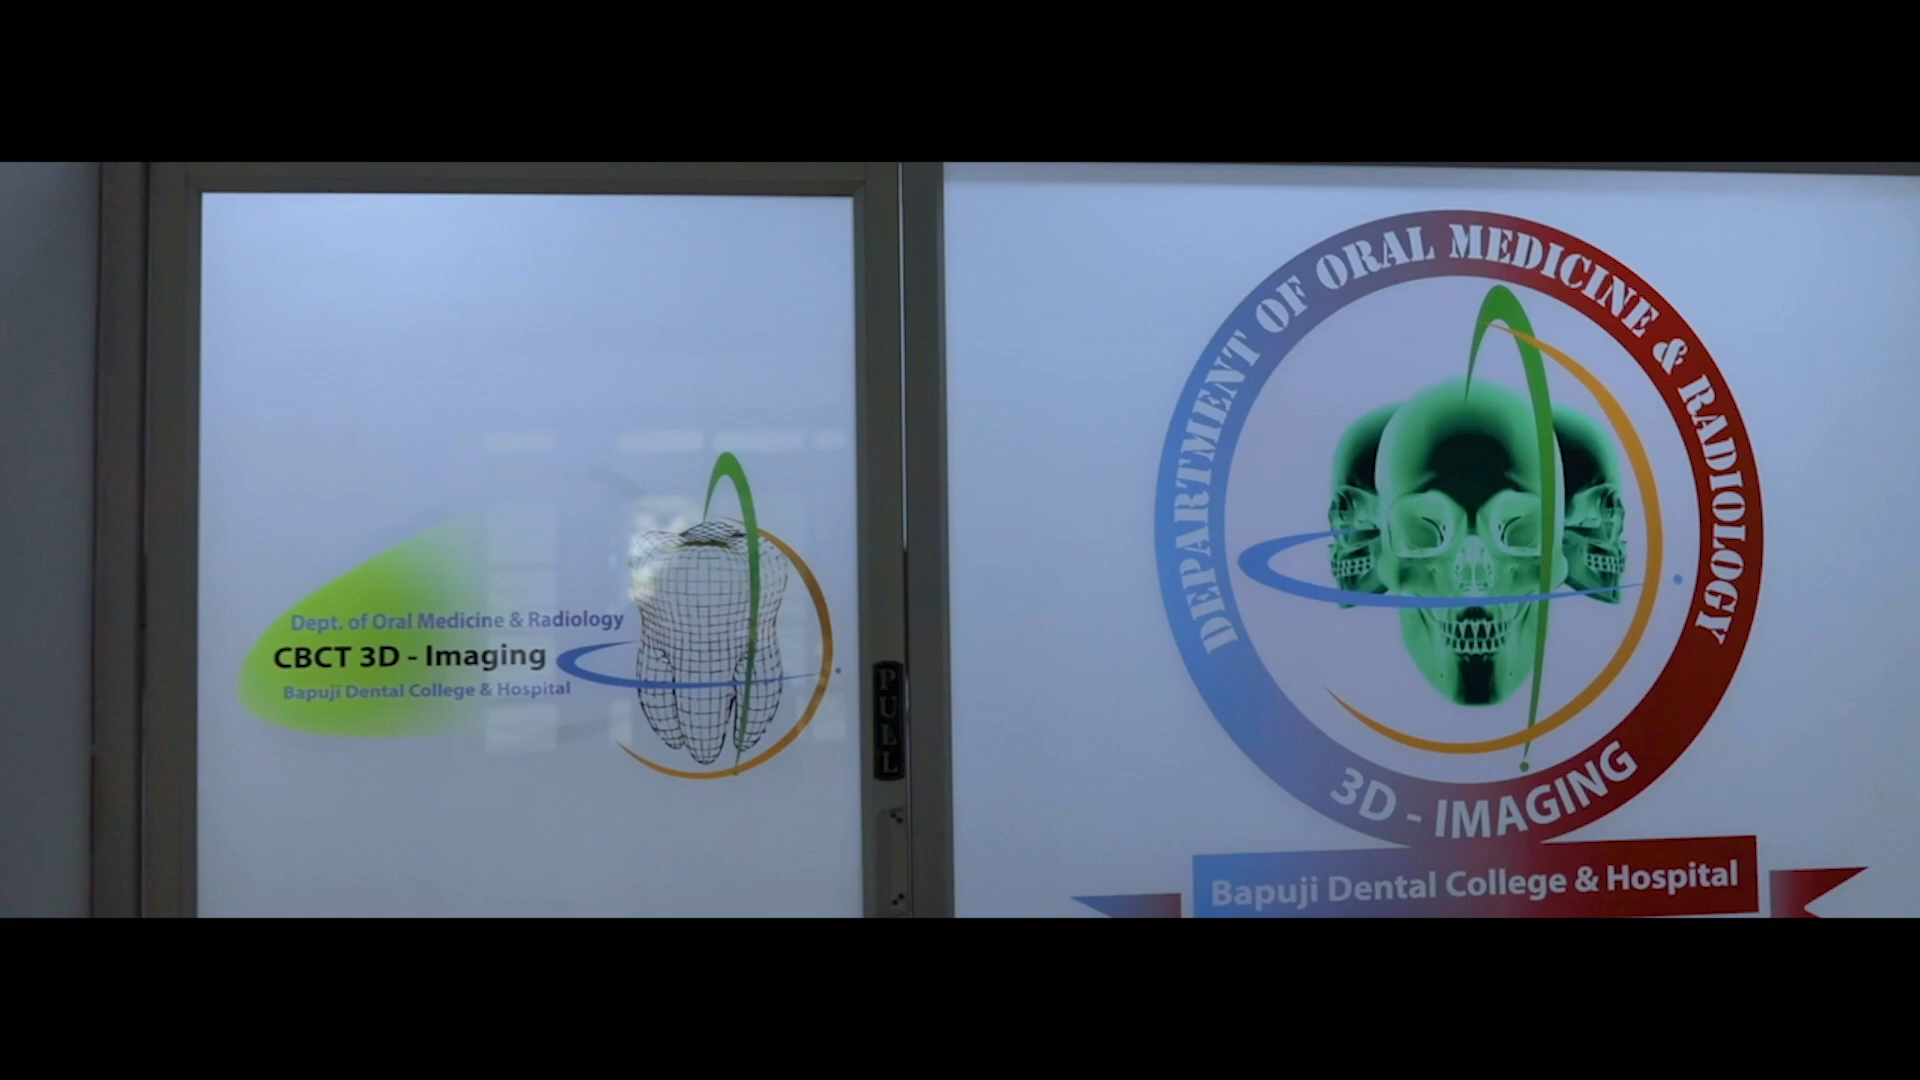 Dept. of Oral Medicine & Radiology
CBCT 3D - Imaging
Bapuji Dental College & Hospital
PULL
DEPARTMENT OF ORAL MEDICINE & RADIOLOGY
3D - IMAGING
Bapuji Dental College & Hospital